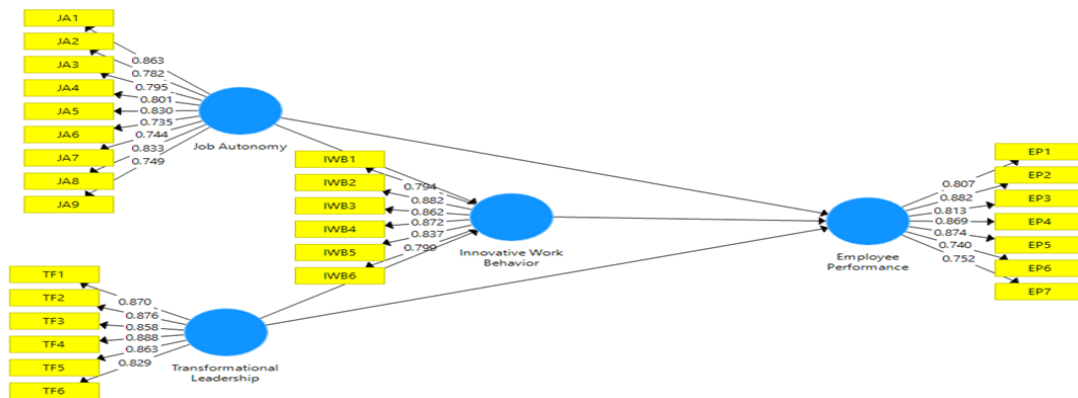 JA1
JA2
JA3
JA4
JA5
JA6
JA7
JA8
JA9
0.863
0.782
0.795
0.801
0.830
0.735
0.744
0.833
0.749
Job Autonomy
IWB1
IWB2
IWB3
IWB4
IWB5
IWB6
0.794
0.882
0.862
0.872
0.837
0.799
Innovative Work
Behavior
TF1
TF2
TF3
TF4
TF5
TF6
0.870
0.876
0.858
0.888
0.863
0.829
Transformational
Leadership
Employee
Performance
0.807
0.882
0.813
0.869
0.874
0.740
0.752
EP1
EP2
EP3
EP4
EP5
EP6
EP7